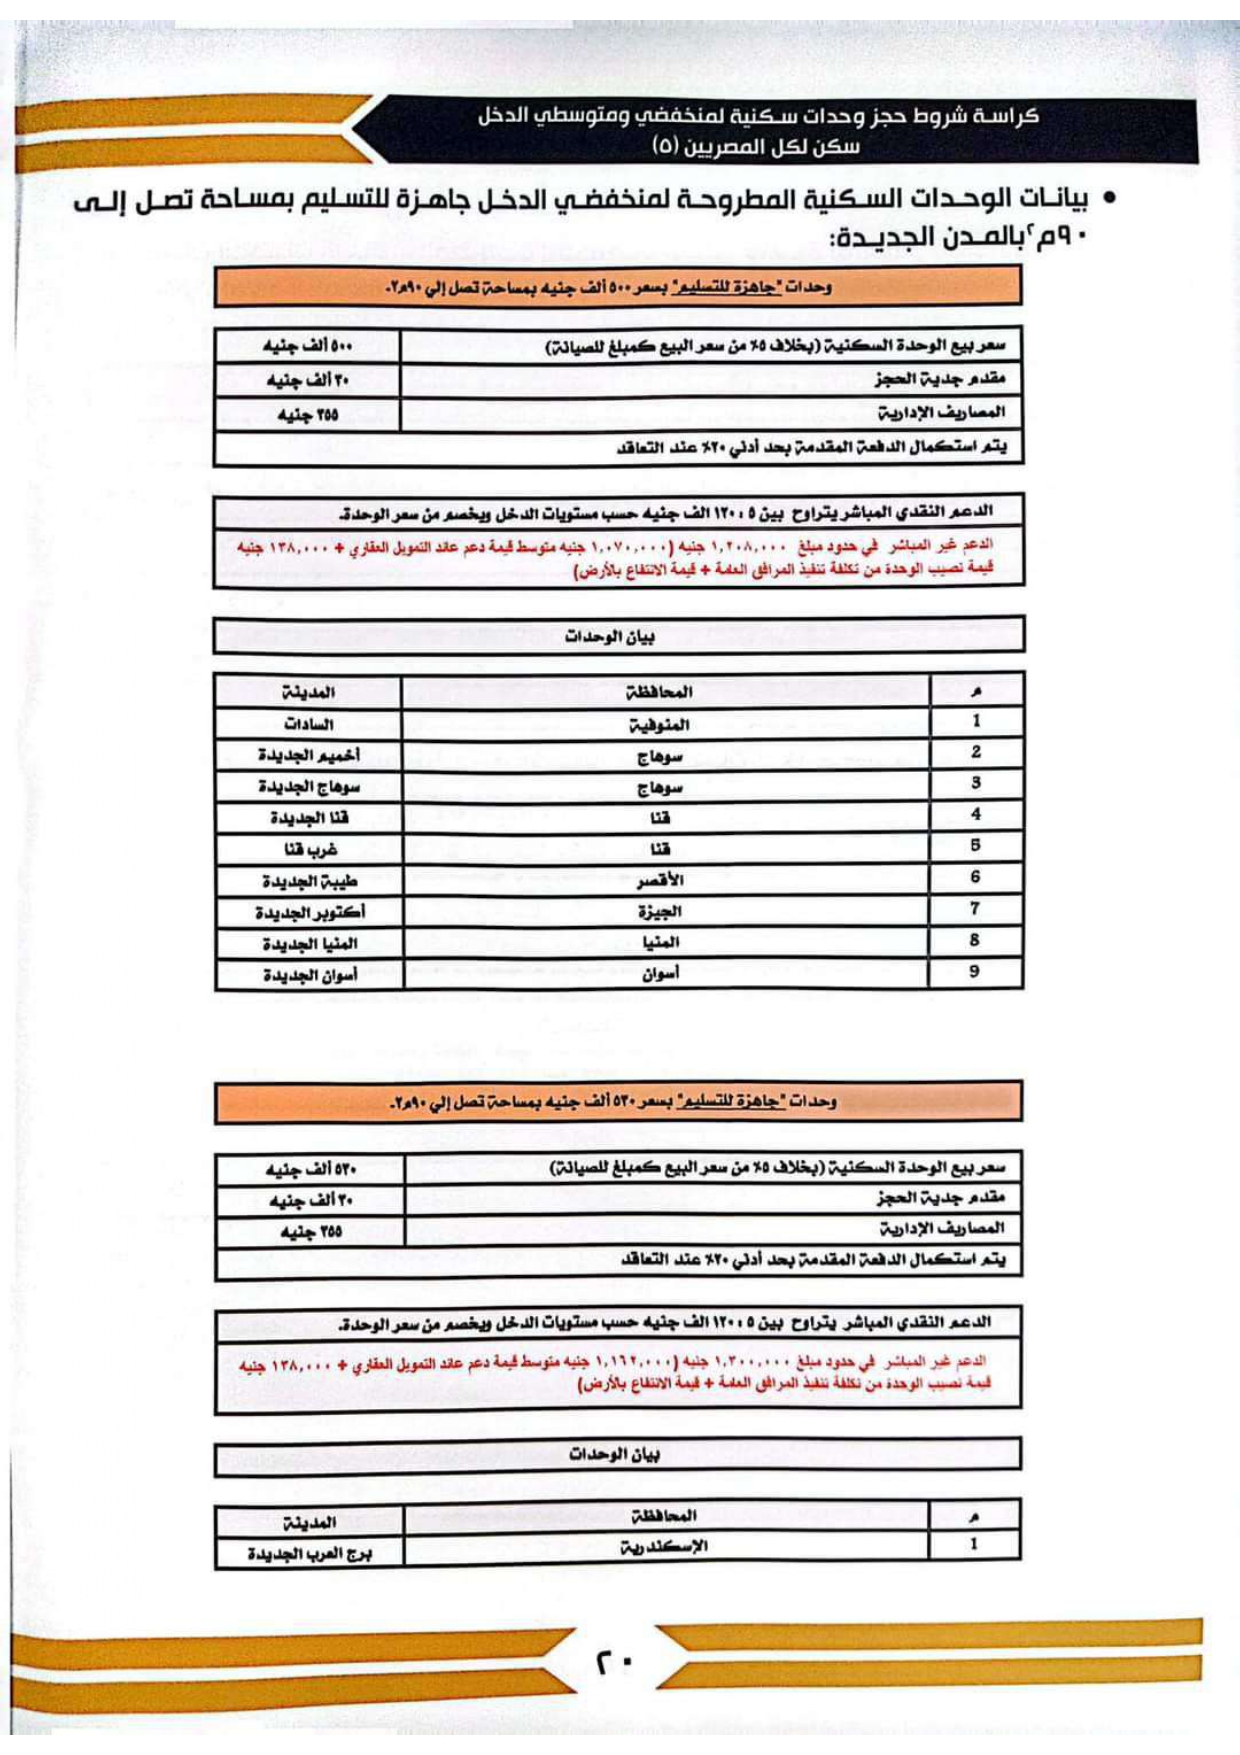 كراسة شروط حجز وحدات سكنية لمنخفضي ومتوسطي الدخل
سكن لكل المصريين (٥)
• بيانات الوحدات السكنية المطروحة لمنخفضي الدخل جاهزة للتسليم بمساحة تصل إلى
٩٠م٢ بالمدن الجديدة:
وحدات "جاهزة للتسليم" بسعر ٥٠٠ ألف جنيه بمساحة تصل إلي ٩٠م٢.
سعر بيع الوحدة السكنية (بخلاف ٥٪ من سعر البيع كمبلغ للصيانة) ٥٠٠ ألف جنيه
مقدم جدية الحجز ٣٠ ألف جنيه
المصاريف الإدارية ٣٥٥ جنيه
يتم استكمال الدفعة المقدمة بحد أدني ٢٠٪ عند التعاقد
الدعم النقدي المباشر يتراوح بين ٥ : ١٢٠ الف جنيه حسب مستويات الدخل ويخصم من سعر الوحدة.
الدعم غير المباشر في حدود مبلغ ١,٢٠٨,٠٠٠ جنيه (١,٠٧٠,٠٠٠ جنيه متوسط قيمة دعم عائد التمويل العقاري + ١٣٨,٠٠٠ جنيه
قيمة نصيب الوحدة من تكلفة تنفيذ المرافق العامة + قيمة الانتفاع بالأرض)
بيان الوحدات
م المحافظة المدينة
1 المنوفية السادات
2 سوهاج أخميم الجديدة
3 سوهاج سوهاج الجديدة
4 قنا قنا الجديدة
5 قنا غرب قنا
6 الأقصر طيبة الجديدة
7 الجيزة أكتوبر الجديدة
8 المنيا المنيا الجديدة
9 أسوان أسوان الجديدة
وحدات "جاهزة للتسليم" بسعر ٥٣٠ ألف جنيه بمساحة تصل إلي ٩٠م٢.
سعر بيع الوحدة السكنية (بخلاف ٥٪ من سعر البيع كمبلغ للصيانة) ٥٣٠ ألف جنيه
مقدم جدية الحجز ٣٠ ألف جنيه
المصاريف الإدارية ٣٥٥ جنيه
يتم استكمال الدفعة المقدمة بحد أدني ٢٠٪ عند التعاقد
الدعم النقدي المباشر يتراوح بين ٥ : ١٢٠ الف جنيه حسب مستويات الدخل ويخصم من سعر الوحدة.
الدعم غير المباشر في حدود مبلغ ١,٣٠٠,٠٠٠ جنيه (١,١٦٢,٠٠٠ جنيه متوسط قيمة دعم عائد التمويل العقاري + ١٣٨,٠٠٠ جنيه
قيمة نصيب الوحدة من تكلفة تنفيذ المرافق العامة + قيمة الانتفاع بالأرض)
بيان الوحدات
م المحافظة المدينة
1 الإسكندرية برج العرب الجديدة
٢٠